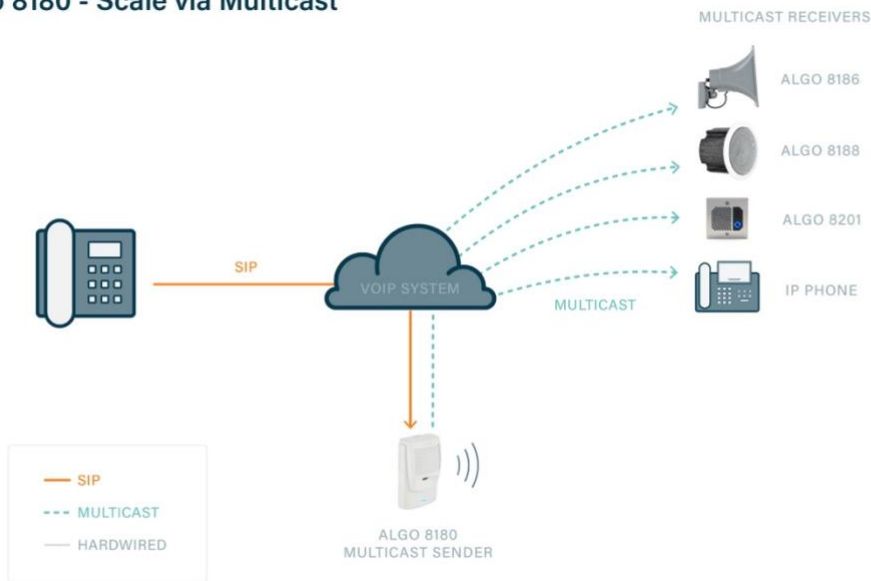 8180 - Scale via Multicast
MULTICAST RECEIVERS
ALGO 8186
ALGO 8188
ALGO 8201
SIP
VOIP SYSTEM
IP PHONE
MULTICAST
SIP
MULTICAST
HARDWIRED
ALGO 8180
MULTICAST SENDER